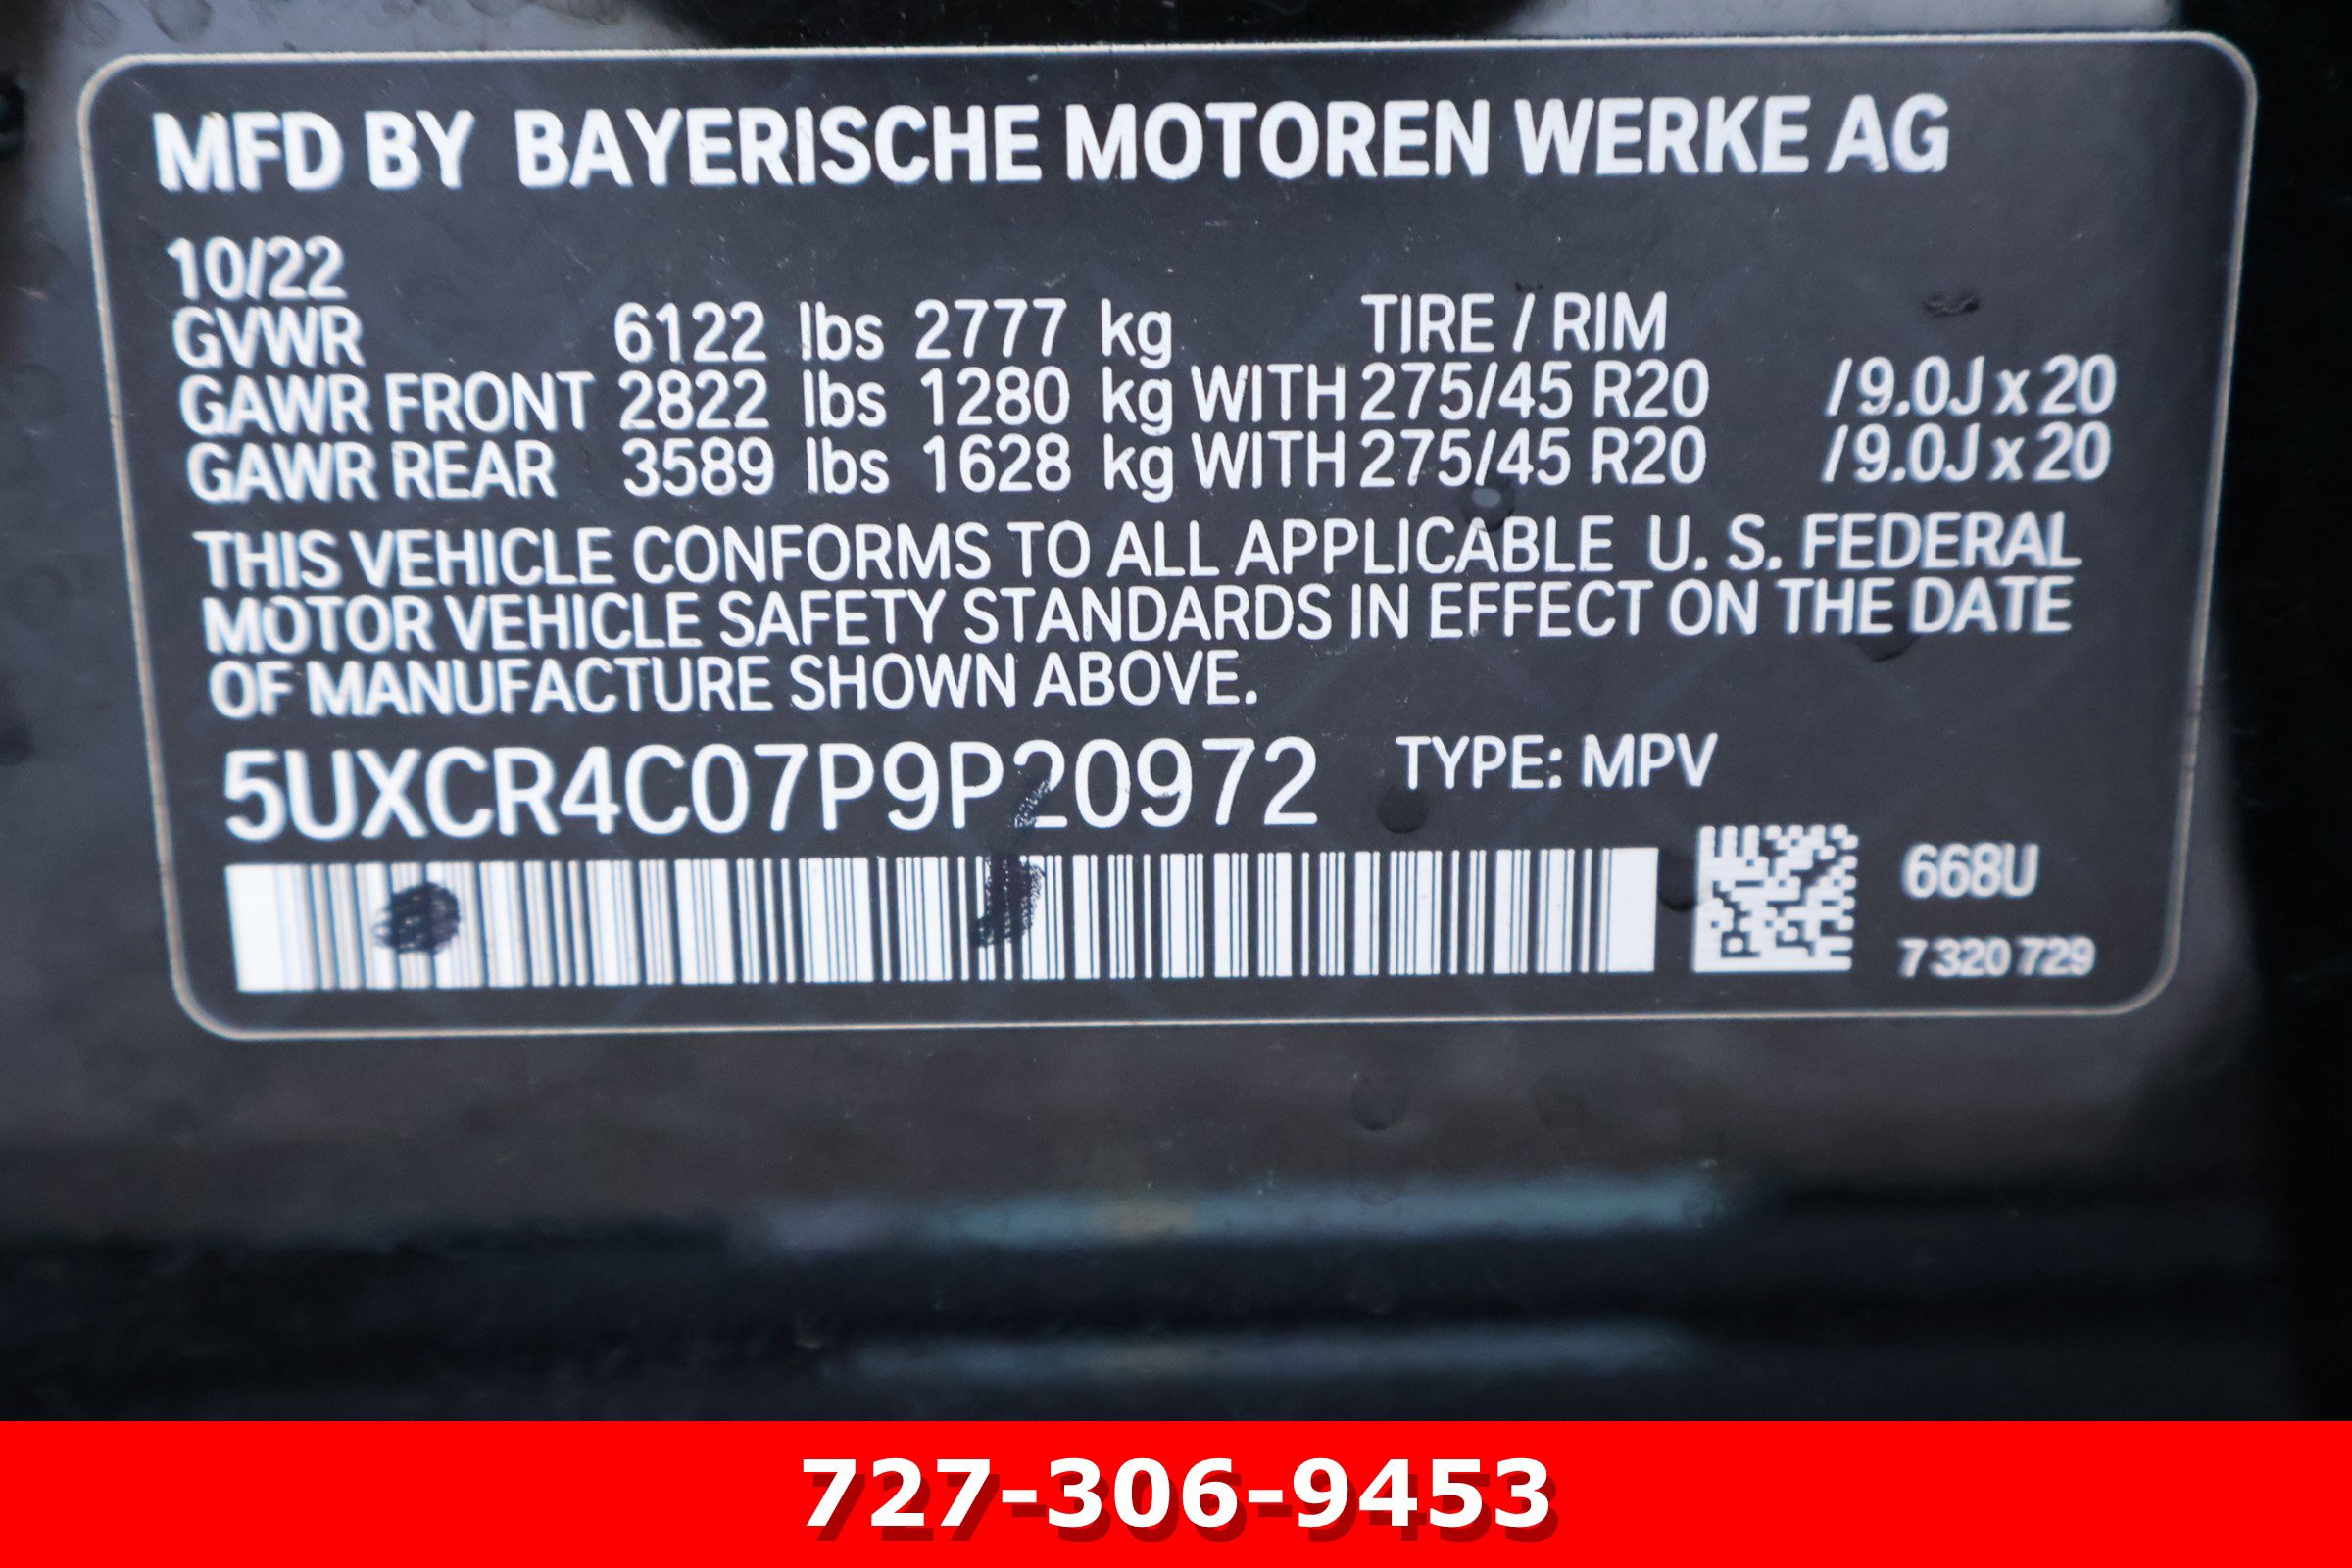 MFD BY BAYERISCHE MOTOREN WERKE AG
10/22
GVWR 6122 lbs 2777 kg TIRE / RIM
GAWR FRONT 2822 lbs 1280 kg WITH 275/45 R20 / 9.0J x 20
GAWR REAR 3589 lbs 1628 kg WITH 275/45 R20 / 9.0J x 20
THIS VEHICLE CONFORMS TO ALL APPLICABLE U. S. FEDERAL
MOTOR VEHICLE SAFETY STANDARDS IN EFFECT ON THE DATE
OF MANUFACTURE SHOWN ABOVE.
5UXCR4C07P9P20972 TYPE: MPV
668U
7 320 729
727-306-9453